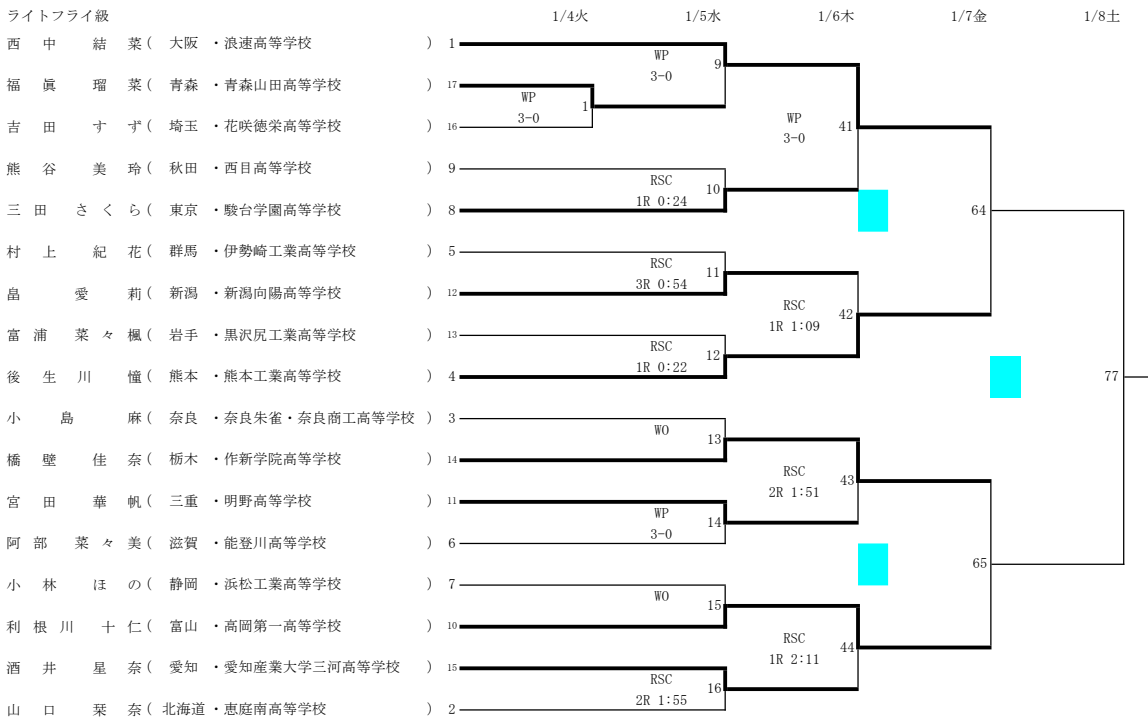 ライトフライ級 1/4火 1/5水 1/6木 1/7金 1/8土
西中結菜( 大阪 ・浪速高等学校 ) 1
WP
3-0 9
福眞瑠菜( 青森 ・青森山田高等学校 ) 17
WP
3-0 1
吉田すず( 埼玉 ・花咲徳栄高等学校 ) 16
WP
3-0 41
熊谷美玲( 秋田 ・西目高等学校 ) 9
RSC
1R 0:24 10
三田さくら( 東京 ・駿台学園高等学校 ) 8
64
村上紀花( 群馬 ・伊勢崎工業高等学校 ) 5
RSC
3R 0:54 11
畠愛莉( 新潟 ・新潟向陽高等学校 ) 12
RSC
1R 1:09 42
富浦菜々楓( 岩手 ・黒沢尻工業高等学校 ) 13
RSC
1R 0:22 12
後生川憧( 熊本 ・熊本工業高等学校 ) 4
77
小島麻( 奈良 ・奈良朱雀・奈良商工高等学校 ) 3
WO 13
橋壁佳奈( 栃木 ・作新学院高等学校 ) 14
RSC
2R 1:51 43
宮田華帆( 三重 ・明野高等学校 ) 11
WP
3-0 14
阿部菜々美( 滋賀 ・能登川高等学校 ) 6
65
小林ほの( 静岡 ・浜松工業高等学校 ) 7
WO 15
利根川十仁( 富山 ・高岡第一高等学校 ) 10
RSC
1R 2:11 44
酒井星奈( 愛知 ・愛知産業大学三河高等学校 ) 15
RSC
2R 1:55 16
山口栞奈( 北海道 ・恵庭南高等学校 ) 2